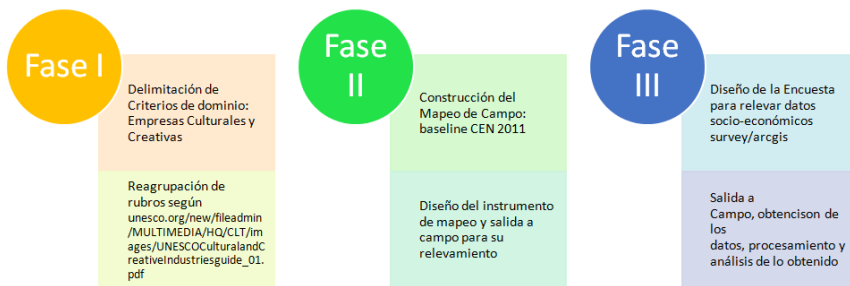 Fase I
Delimitación de
Criterios de dominio:
Empresas Culturales y
Creativas
Reagrupación de
rubros según
unesco.org/new/fileadmin
/MULTIMEDIA/HQ/CLT/im
ages/UNESCOCulturalandC
reativeIndustriesguide_01.
pdf
Fase
II
Construcción del
Mapeo de Campo:
baseline CEN 2011
Diseño del instrumento
de mapeo y salida a
campo para su
relevamiento
Fase
III
Diseño de la Encuesta
para relevar datos
socio-económicos
survey/arcgis
Salida a
Campo, obtencison de
los
datos, procesamiento y
análisis de lo obtenido